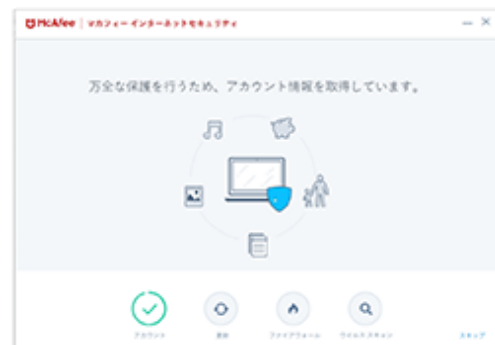 McAfee | マカフィー インターネットセキュリティ
万全な保護を行うため、アカウント情報を取得しています。
アカウント
更新
ファイアウォール
ウイルススキャン
スキップ